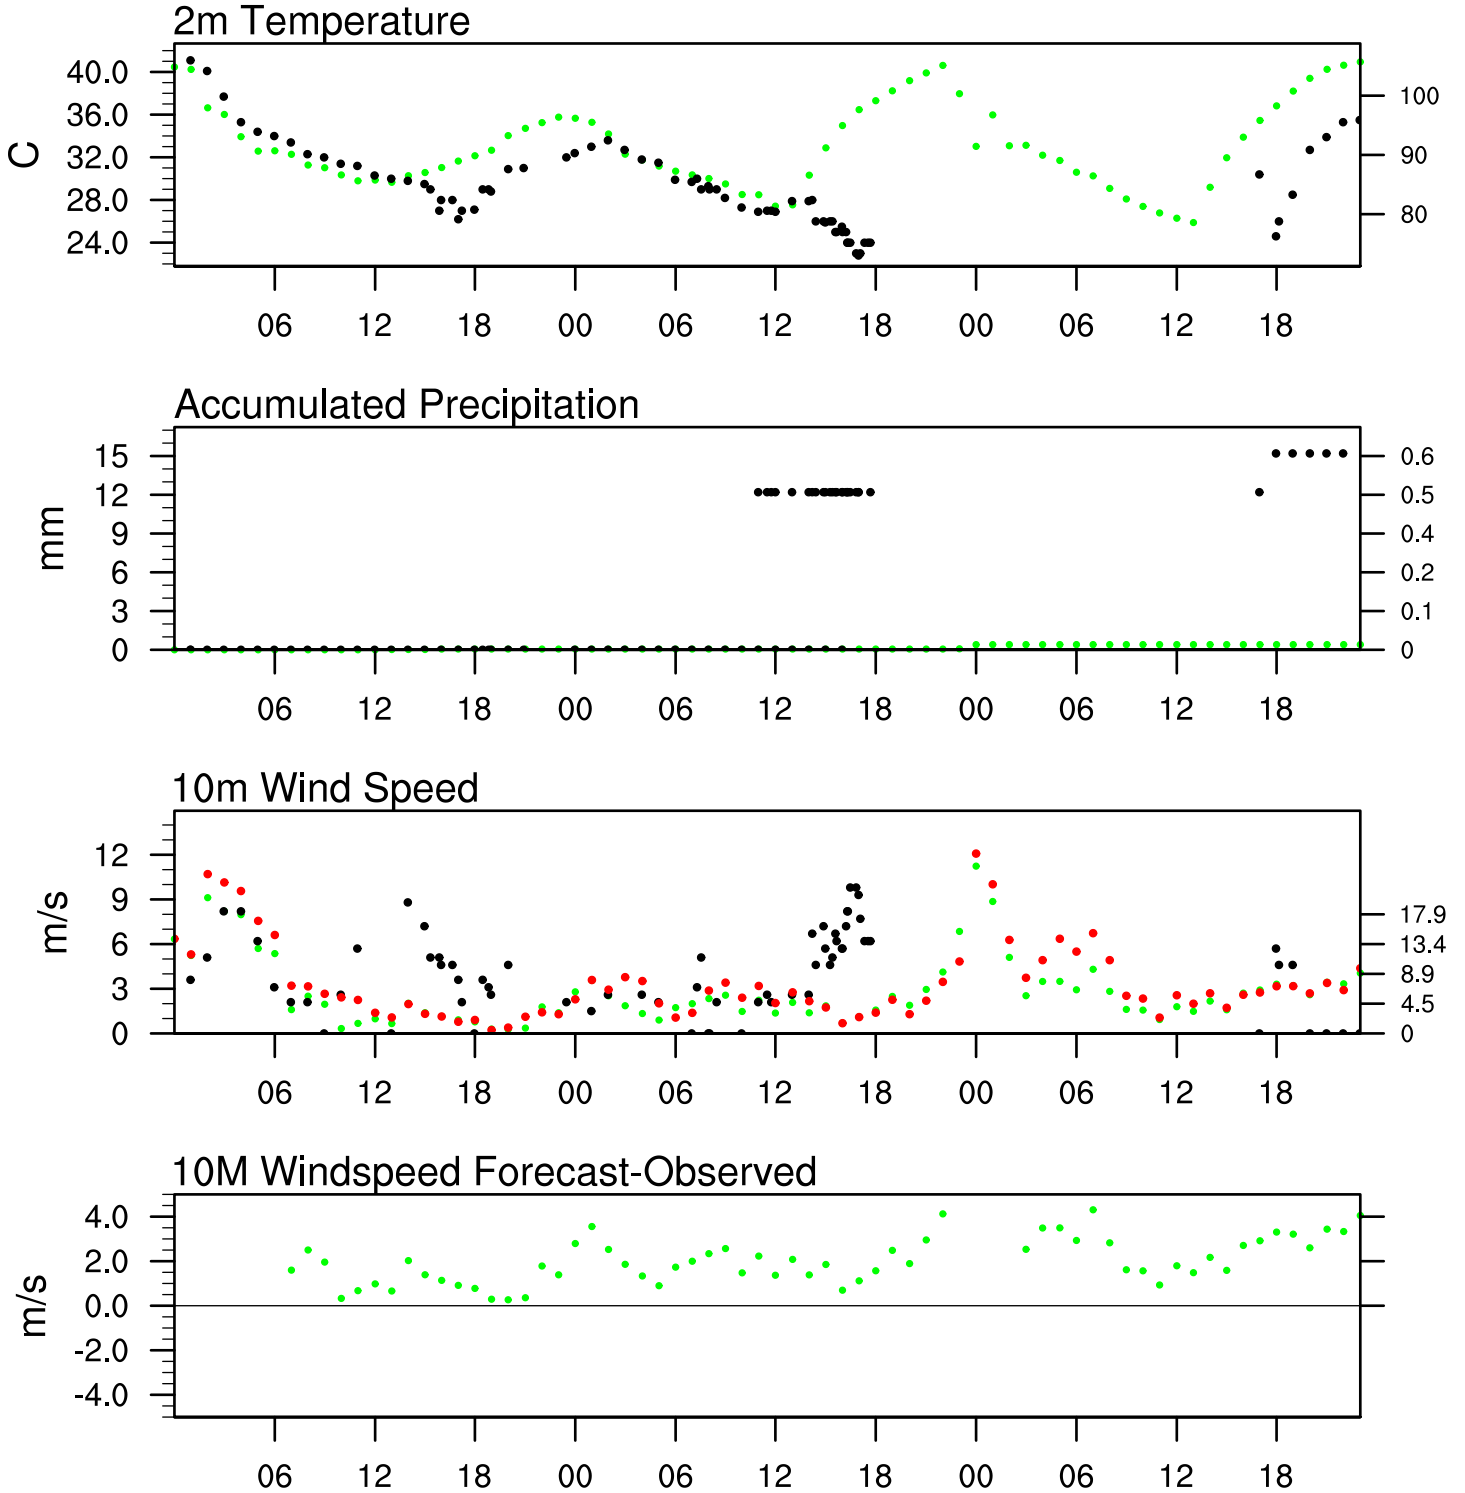 2m Temperature
40.0
36.0
32.0
28.0
24.0
C
100
90
80
06 12 18 00 06 12 18 00 06 12 18
Accumulated Precipitation
15
12
9
6
3
0
mm
0.6
0.5
0.4
0.2
0.1
0
06 12 18 00 06 12 18 00 06 12 18
10m Wind Speed
12
9
6
3
0
m/s
17.9
13.4
8.9
4.5
0
06 12 18 00 06 12 18 00 06 12 18
10M Windspeed Forecast-Observed
4.0
2.0
0.0
-2.0
-4.0
m/s
06 12 18 00 06 12 18 00 06 12 18